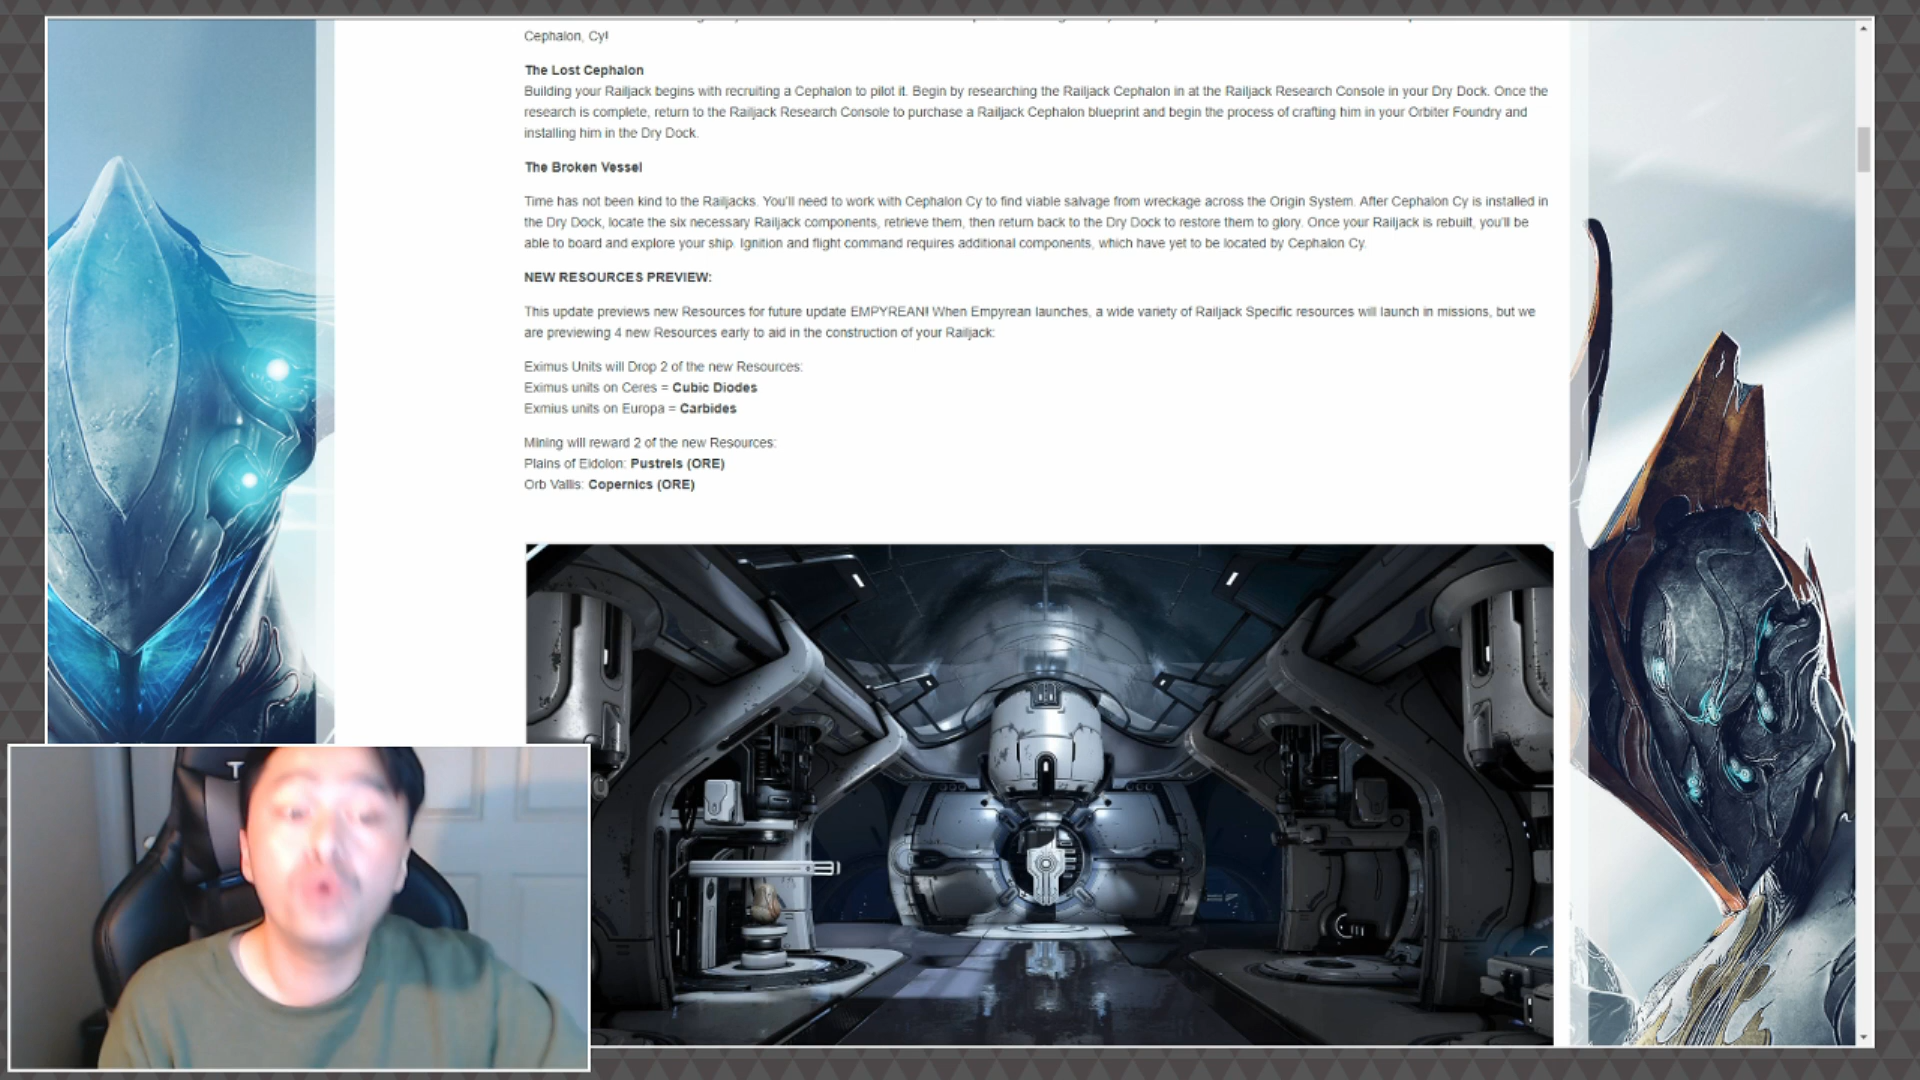 Cephalon, Cy!
The Lost Cephalon
Building your Railjack begins with recruiting a Cephalon to pilot it. Begin by researching the Railjack Cephalon in at the Railjack Research Console in your Dry Dock. Once the
research is complete, return to the Railjack Research Console to purchase a Railjack Cephalon blueprint and begin the process of crafting him in your Orbiter Foundry and
installing him in the Dry Dock.
The Broken Vessel
Time has not been kind to the Railjacks. You'll need to work with Cephalon Cy to find viable salvage from wreckage across the Origin System. After Cephalon Cy is installed in
the Dry Dock, locate the six necessary Railjack components, retrieve them, then return back to the Dry Dock to restore them to glory. Once your Railjack is rebuilt, you'll be
able to board and explore your ship. Ignition and flight command requires additional components, which have yet to be located by Cephalon Cy.
NEW RESOURCES PREVIEW:
This update previews new Resources for future update EMPYREAN! When Empyrean launches, a wide variety of Railjack Specific resources will launch in missions, but we
are previewing 4 new Resources early to aid in the construction of your Railjack:
Eximus Units will Drop 2 of the new Resources:
Eximus units on Ceres = Cubic Diodes
Exmius units on Europa = Carbides
Mining will reward 2 of the new Resources:
Plains of Eidolon: Pustrels (ORE)
Orb Vallis: Copernics (ORE)